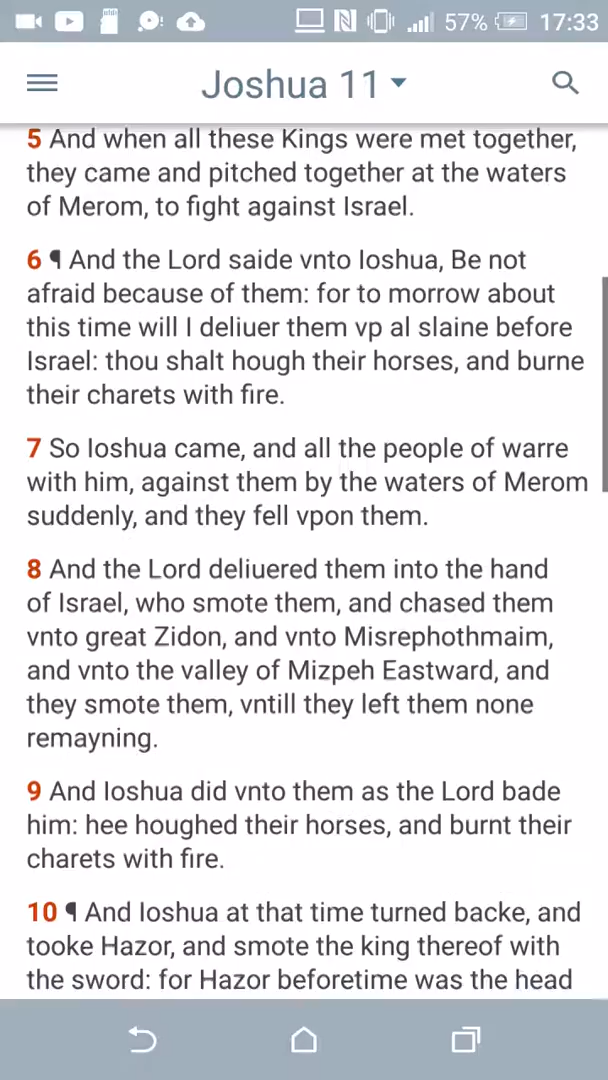 57% 17:33
Joshua 11
5 And when all these Kings were met together,
they came and pitched together at the waters
of Merom, to fight against Israel.
6 ¶ And the Lord saide vnto Ioshua, Be not
afraid because of them: for to morrow about
this time will I deliuer them vp al slaine before
Israel: thou shalt hough their horses, and burne
their charets with fire.
7 So Ioshua came, and all the people of warre
with him, against them by the waters of Merom
suddenly, and they fell vpon them.
8 And the Lord deliuered them into the hand
of Israel, who smote them, and chased them
vnto great Zidon, and vnto Misrephothmaim,
and vnto the valley of Mizpeh Eastward, and
they smote them, vntill they left them none
remayning.
9 And Ioshua did vnto them as the Lord bade
him: hee houghed their horses, and burnt their
charets with fire.
10 ¶ And Ioshua at that time turned backe, and
tooke Hazor, and smote the king thereof with
the sword: for Hazor beforetime was the head